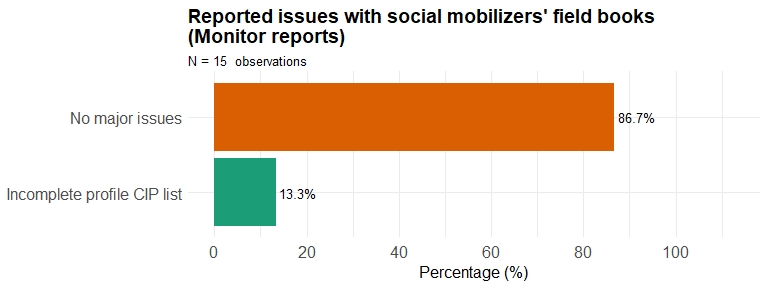 Reported issues with social mobilizers' field books
(Monitor reports)
N = 15  observations
No major issues
86.7%
Incomplete profile CIP list
13.3%
0 20 40 60 80 100
Percentage (%)